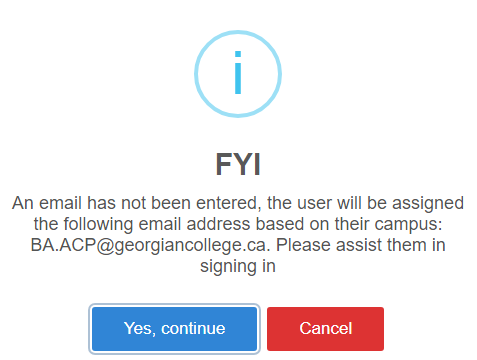 i
FYI
An email has not been entered, the user will be assigned
the following email address based on their campus:
BA.ACP@georgiancollege.ca. Please assist them in
signing in
Yes, continue
Cancel